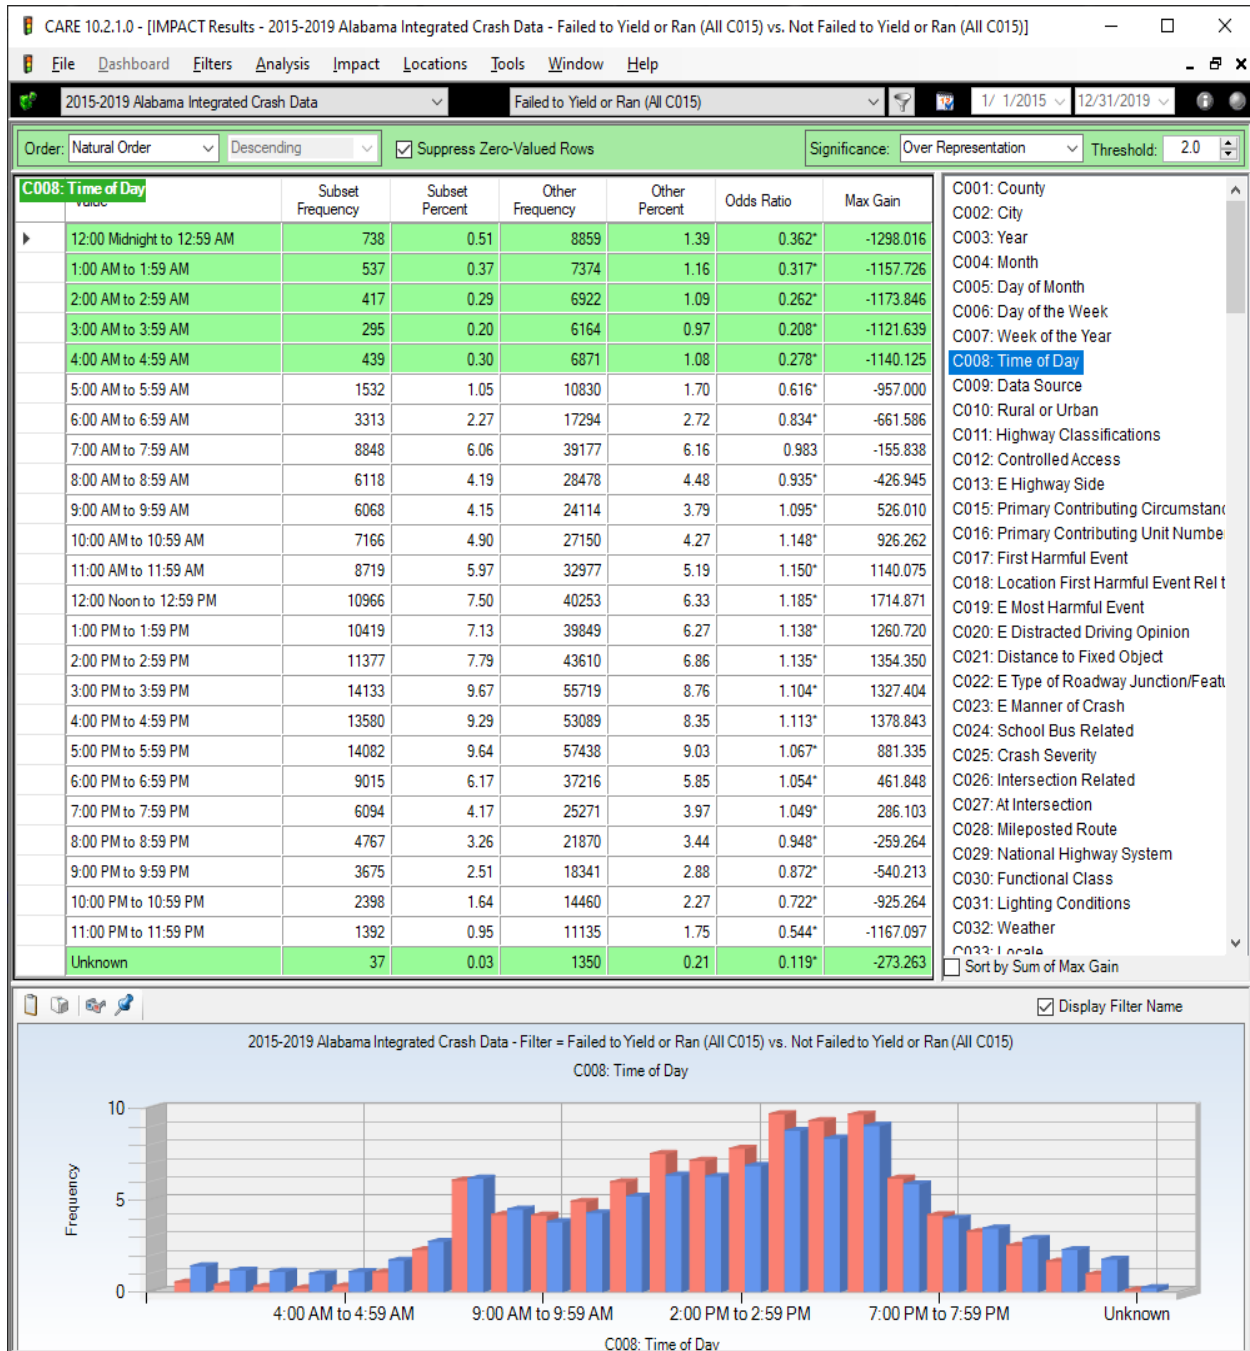 CARE 10.2.1.0 - [IMPACT Results - 2015-2019 Alabama Integrated Crash Data - Failed to Yield or Ran (All C015) vs. Not Failed to Yield or Ran (All C015)]
File Dashboard Filters Analysis Impact Locations Tools Window Help
2015-2019 Alabama Integrated Crash Data Failed to Yield or Ran (All C015) 1/ 1/2015 12/31/2019
Order: Natural Order Descending Suppress Zero-Valued Rows Significance: Over Representation Threshold: 2.0
C008: Time of Day Subset Frequency Subset Percent Other Frequency Other Percent Odds Ratio Max Gain
12:00 Midnight to 12:59 AM 738 0.51 8859 1.39 0.362* -1298.016
1:00 AM to 1:59 AM 537 0.37 7374 1.16 0.317* -1157.726
2:00 AM to 2:59 AM 417 0.29 6922 1.09 0.262* -1173.846
3:00 AM to 3:59 AM 295 0.20 6164 0.97 0.208* -1121.639
4:00 AM to 4:59 AM 439 0.30 6871 1.08 0.278* -1140.125
5:00 AM to 5:59 AM 1532 1.05 10830 1.70 0.616* -957.000
6:00 AM to 6:59 AM 3313 2.27 17294 2.72 0.834* -661.586
7:00 AM to 7:59 AM 8848 6.06 39177 6.16 0.983 -155.838
8:00 AM to 8:59 AM 6118 4.19 28478 4.48 0.935* -426.945
9:00 AM to 9:59 AM 6068 4.15 24114 3.79 1.095* 526.010
10:00 AM to 10:59 AM 7166 4.90 27150 4.27 1.148* 926.262
11:00 AM to 11:59 AM 8719 5.97 32977 5.19 1.150* 1140.075
12:00 Noon to 12:59 PM 10966 7.50 40253 6.33 1.185* 1714.871
1:00 PM to 1:59 PM 10419 7.13 39849 6.27 1.138* 1260.720
2:00 PM to 2:59 PM 11377 7.79 43610 6.86 1.135* 1354.350
3:00 PM to 3:59 PM 14133 9.67 55719 8.76 1.104* 1327.404
4:00 PM to 4:59 PM 13580 9.29 53089 8.35 1.113* 1378.843
5:00 PM to 5:59 PM 14082 9.64 57438 9.03 1.067* 881.335
6:00 PM to 6:59 PM 9015 6.17 37216 5.85 1.054* 461.848
7:00 PM to 7:59 PM 6094 4.17 25271 3.97 1.049* 286.103
8:00 PM to 8:59 PM 4767 3.26 21870 3.44 0.948* -259.264
9:00 PM to 9:59 PM 3675 2.51 18341 2.88 0.872* -540.213
10:00 PM to 10:59 PM 2398 1.64 14460 2.27 0.722* -925.264
11:00 PM to 11:59 PM 1392 0.95 11135 1.75 0.544* -1167.097
Unknown 37 0.03 1350 0.21 0.119* -273.263
C001: County
C002: City
C003: Year
C004: Month
C005: Day of Month
C006: Day of the Week
C007: Week of the Year
C008: Time of Day
C009: Data Source
C010: Rural or Urban
C011: Highway Classifications
C012: Controlled Access
C013: E Highway Side
C015: Primary Contributing Circumstanc
C016: Primary Contributing Unit Numbe
C017: First Harmful Event
C018: Location First Harmful Event Rel t
C019: E Most Harmful Event
C020: E Distracted Driving Opinion
C021: Distance to Fixed Object
C022: E Type of Roadway Junction/Featu
C023: E Manner of Crash
C024: School Bus Related
C025: Crash Severity
C026: Intersection Related
C027: At Intersection
C028: Mileposted Route
C029: National Highway System
C030: Functional Class
C031: Lighting Conditions
C032: Weather
C033: Locale
Sort by Sum of Max Gain
Display Filter Name
2015-2019 Alabama Integrated Crash Data - Filter = Failed to Yield or Ran (All C015) vs. Not Failed to Yield or Ran (All C015)
C008: Time of Day
Frequency
10
5
0
4:00 AM to 4:59 AM 9:00 AM to 9:59 AM 2:00 PM to 2:59 PM 7:00 PM to 7:59 PM Unknown
C008: Time of Day